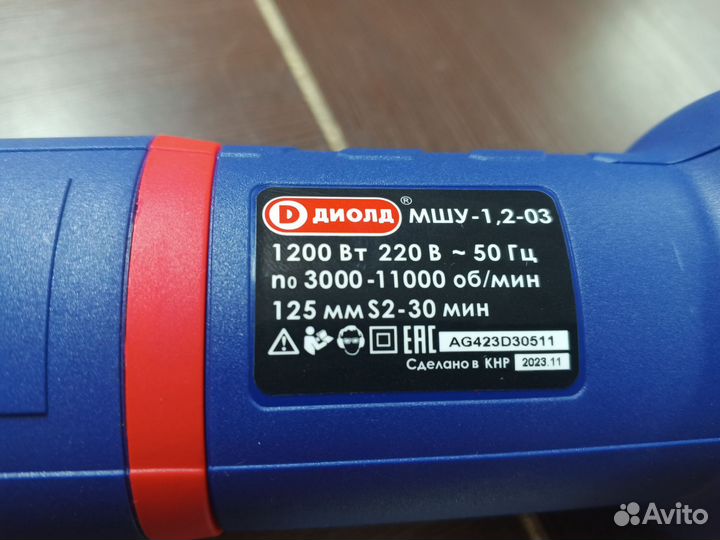 D ДИОЛД® МШУ-1,2-03
1200 Вт 220 В ~ 50 Гц
n₀ 3000-11000 об/мин
125 мм S2-30 мин
EAC AG423D30511
Сделано в КНР 2023.11
Avito